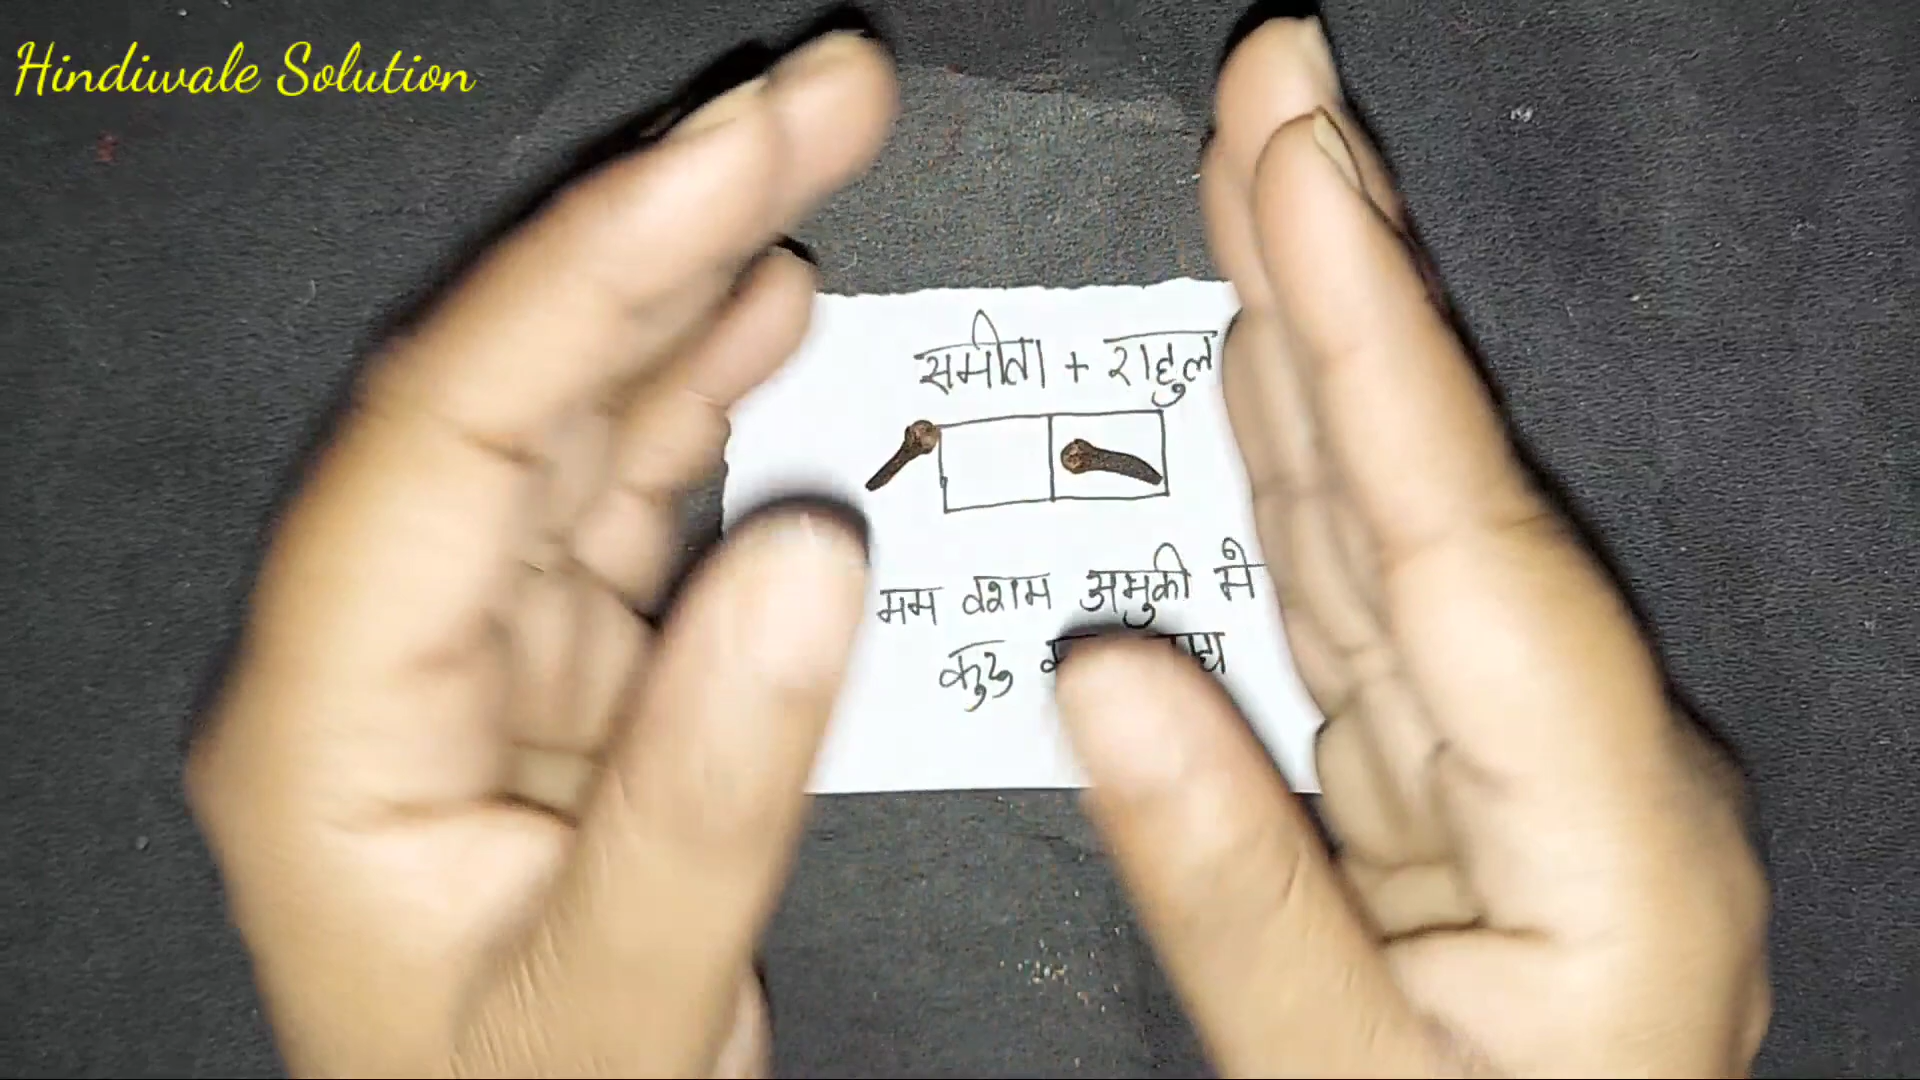 Hindiwale Solution
समीता + राहुल
मम वशम अमुकी मे
कुरु